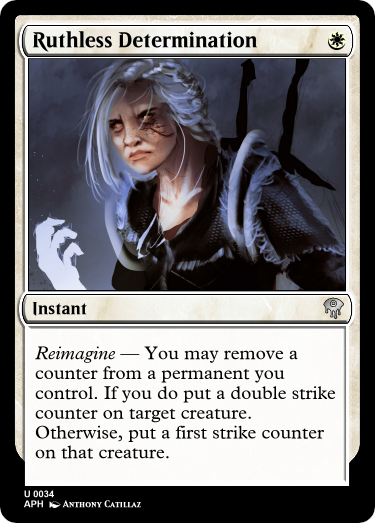 Ruthless Determination
Instant
Reimagine — You may remove a
counter from a permanent you
control. If you do put a double strike
counter on target creature.
Otherwise, put a first strike counter
on that creature.
U 0034
APH Anthony Catillaz